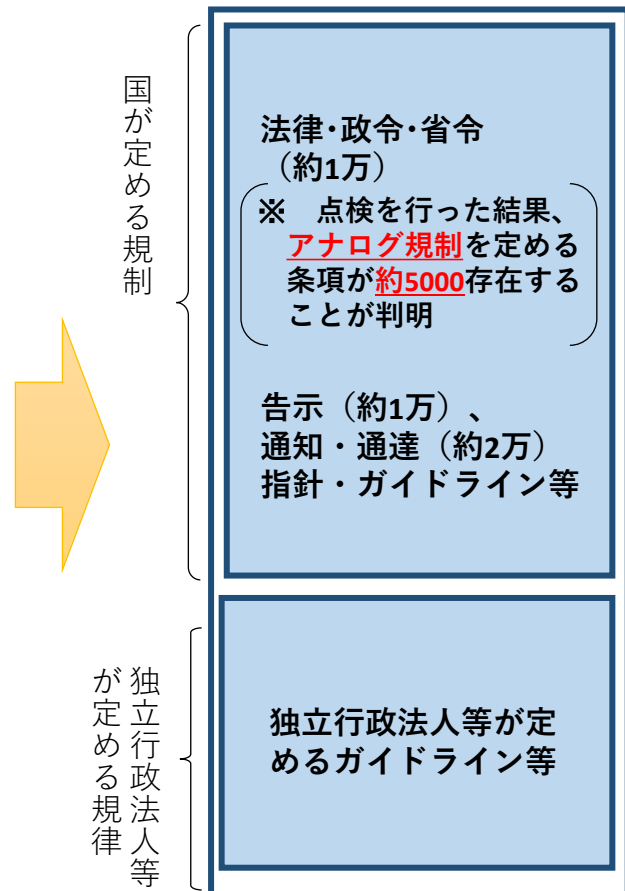 国が定める規制
法律･政令･省令
（約1万）
※　点検を行った結果、
アナログ規制を定める
条項が約5000存在する
ことが判明
告示（約1万）、
通知・通達（約2万）
指針・ガイドライン等
独立行政法人等
が定める規律
独立行政法人等が定
めるガイドライン等